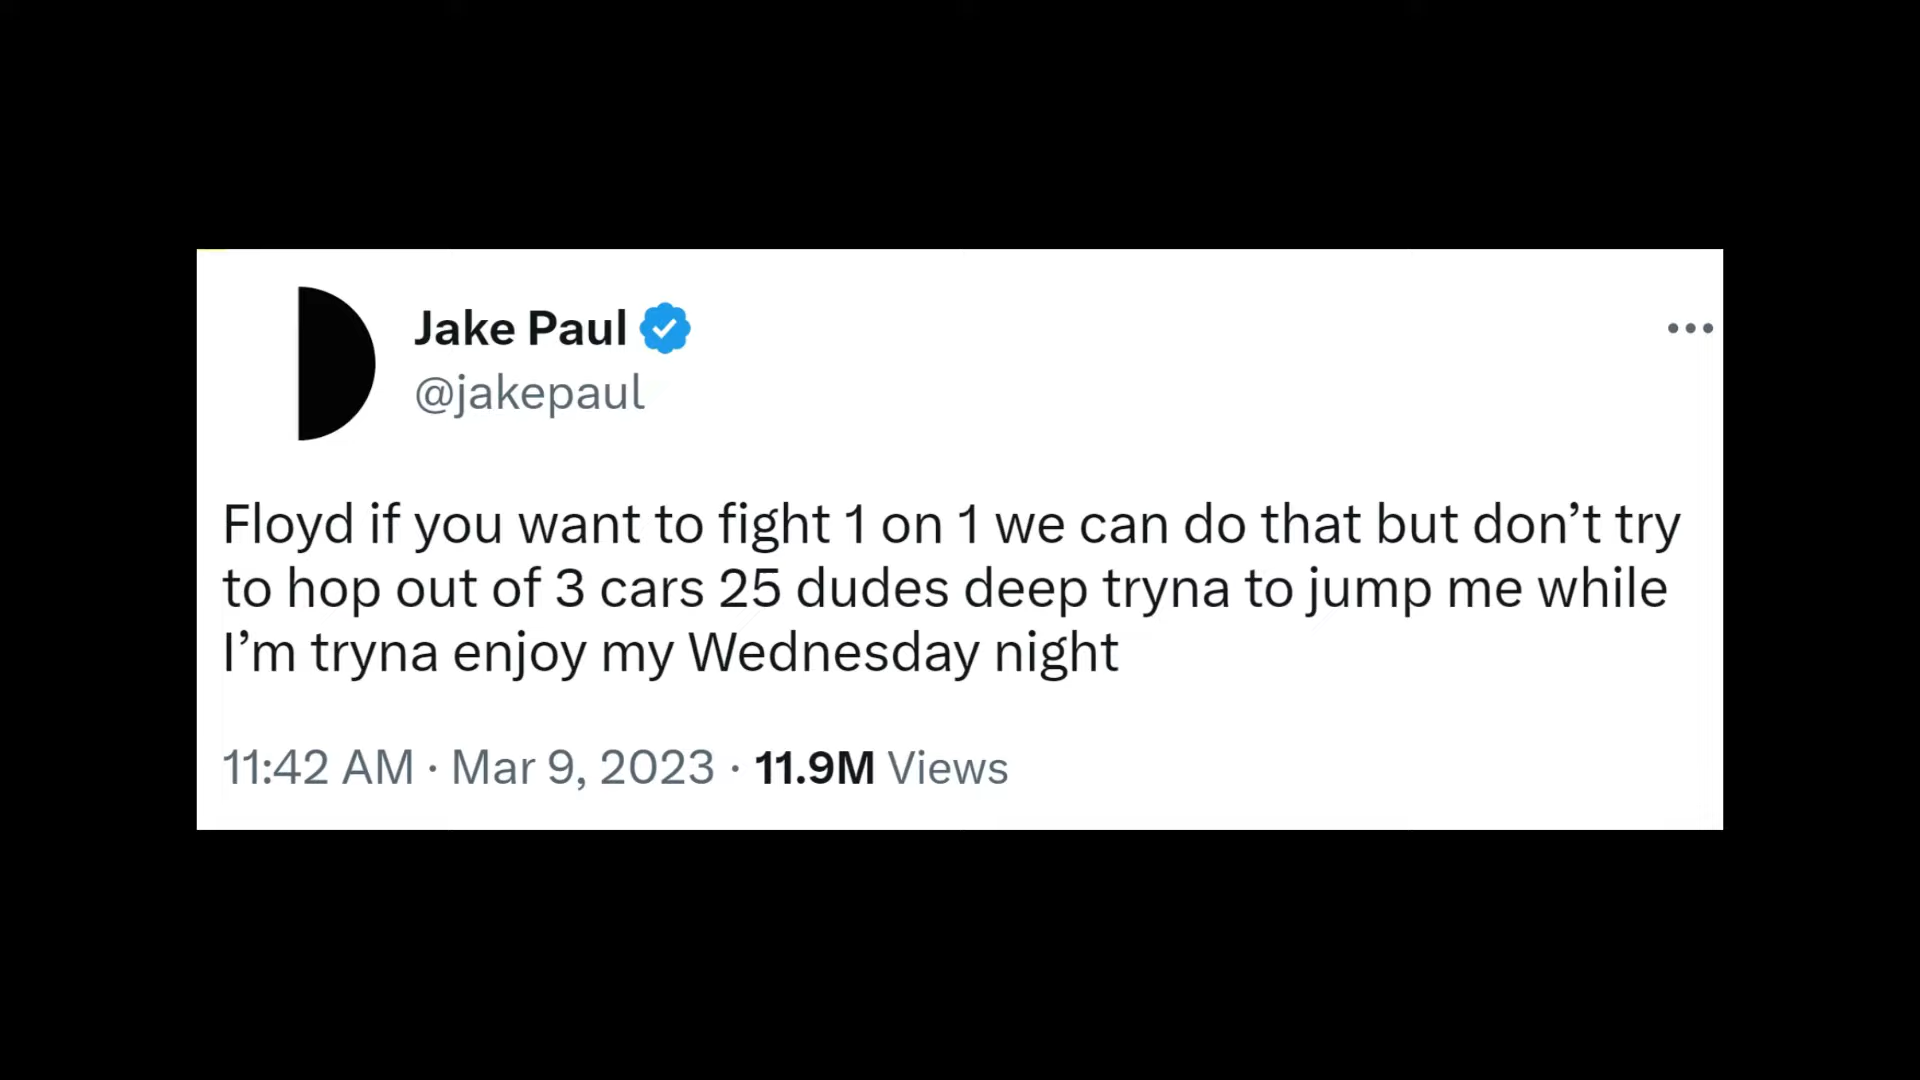 Jake Paul
@jakepaul
Floyd if you want to fight 1 on 1 we can do that but don’t try
to hop out of 3 cars 25 dudes deep tryna to jump me while
I’m tryna enjoy my Wednesday night
11:42 AM · Mar 9, 2023 · 11.9M Views